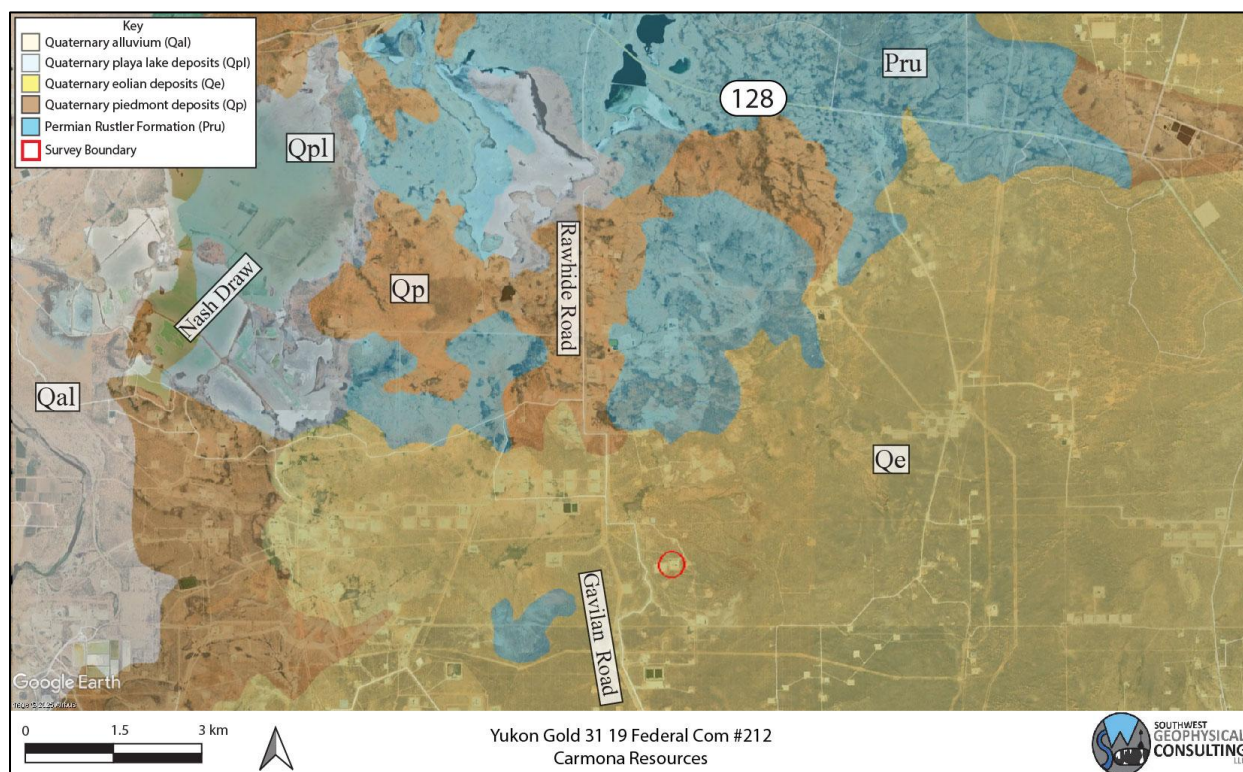 Key
Quaternary alluvium (Qal)
Quaternary playa lake deposits (Qpl)
Quaternary eolian deposits (Qe)
Quaternary piedmont deposits (Qp)
Permian Rustler Formation (Pru)
Survey Boundary
Pru
128
Qpl
Rawhide Road
Nash Draw
Qp
Qal
Qe
Gavilan Road
Google Earth
0 1.5 3 km
Yukon Gold 31 19 Federal Com #212
Carmona Resources
SOUTHWEST
GEOPHYSICAL
CONSULTING
LLC